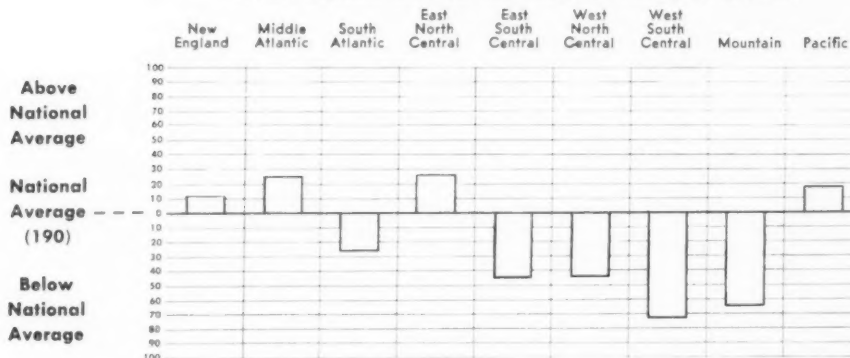 New England
Middle Atlantic
South Atlantic
East North Central
East South Central
West North Central
West South Central
Mountain
Pacific
Above National Average
National Average (190)
Below National Average
100
90
80
70
60
50
40
30
20
10
0
10
20
30
40
50
60
70
80
90
100